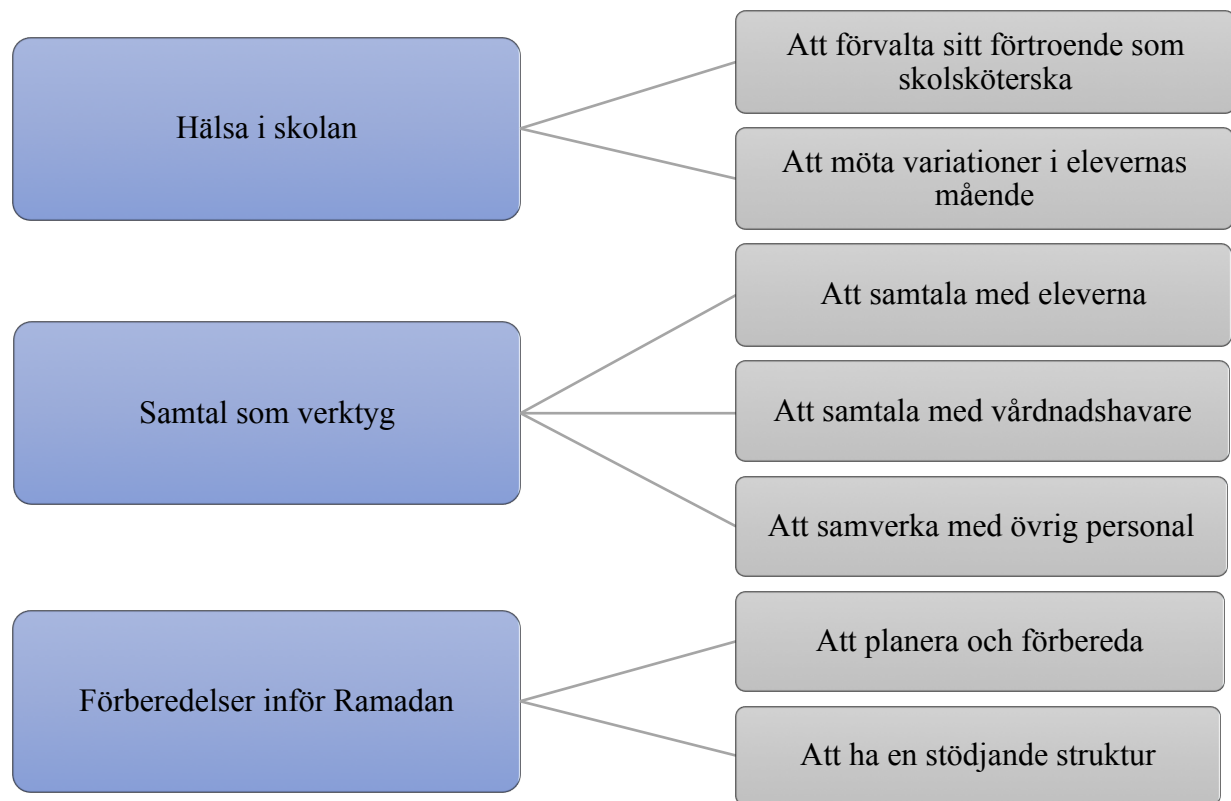 Hälsa i skolan
Att förvalta sitt förtroende som
skolsköterska
Att möta variationer i elevernas
mående
Samtal som verktyg
Att samtala med eleverna
Att samtala med vårdnadshavare
Att samverka med övrig personal
Förberedelser inför Ramadan
Att planera och förbereda
Att ha en stödjande struktur